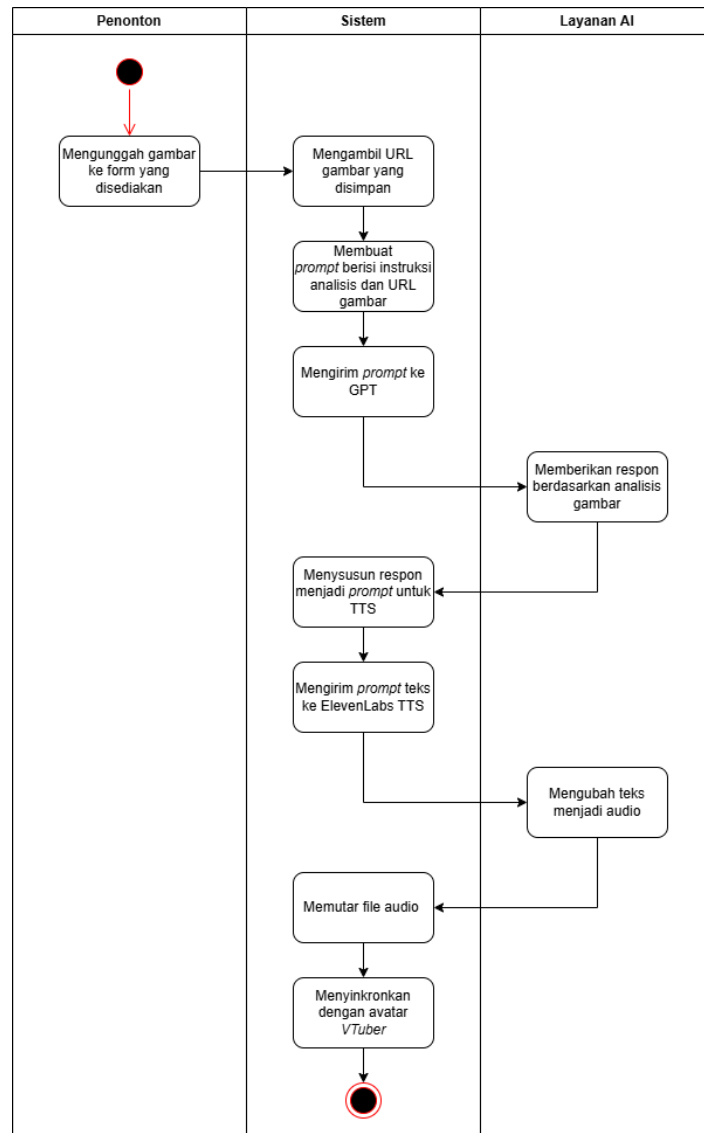 Penonton
Sistem
Layanan AI
Mengunggah gambar
ke form yang
disediakan
Mengambil URL
gambar yang
disimpan
Membuat
prompt berisi instruksi
analisis dan URL
gambar
Mengirim prompt ke
GPT
Memberikan respon
berdasarkan analisis
gambar
Menysusun respon
menjadi prompt untuk
TTS
Mengirim prompt teks
ke ElevenLabs TTS
Mengubah teks
menjadi audio
Memutar file audio
Menyinkronkan
dengan avatar
VTuber